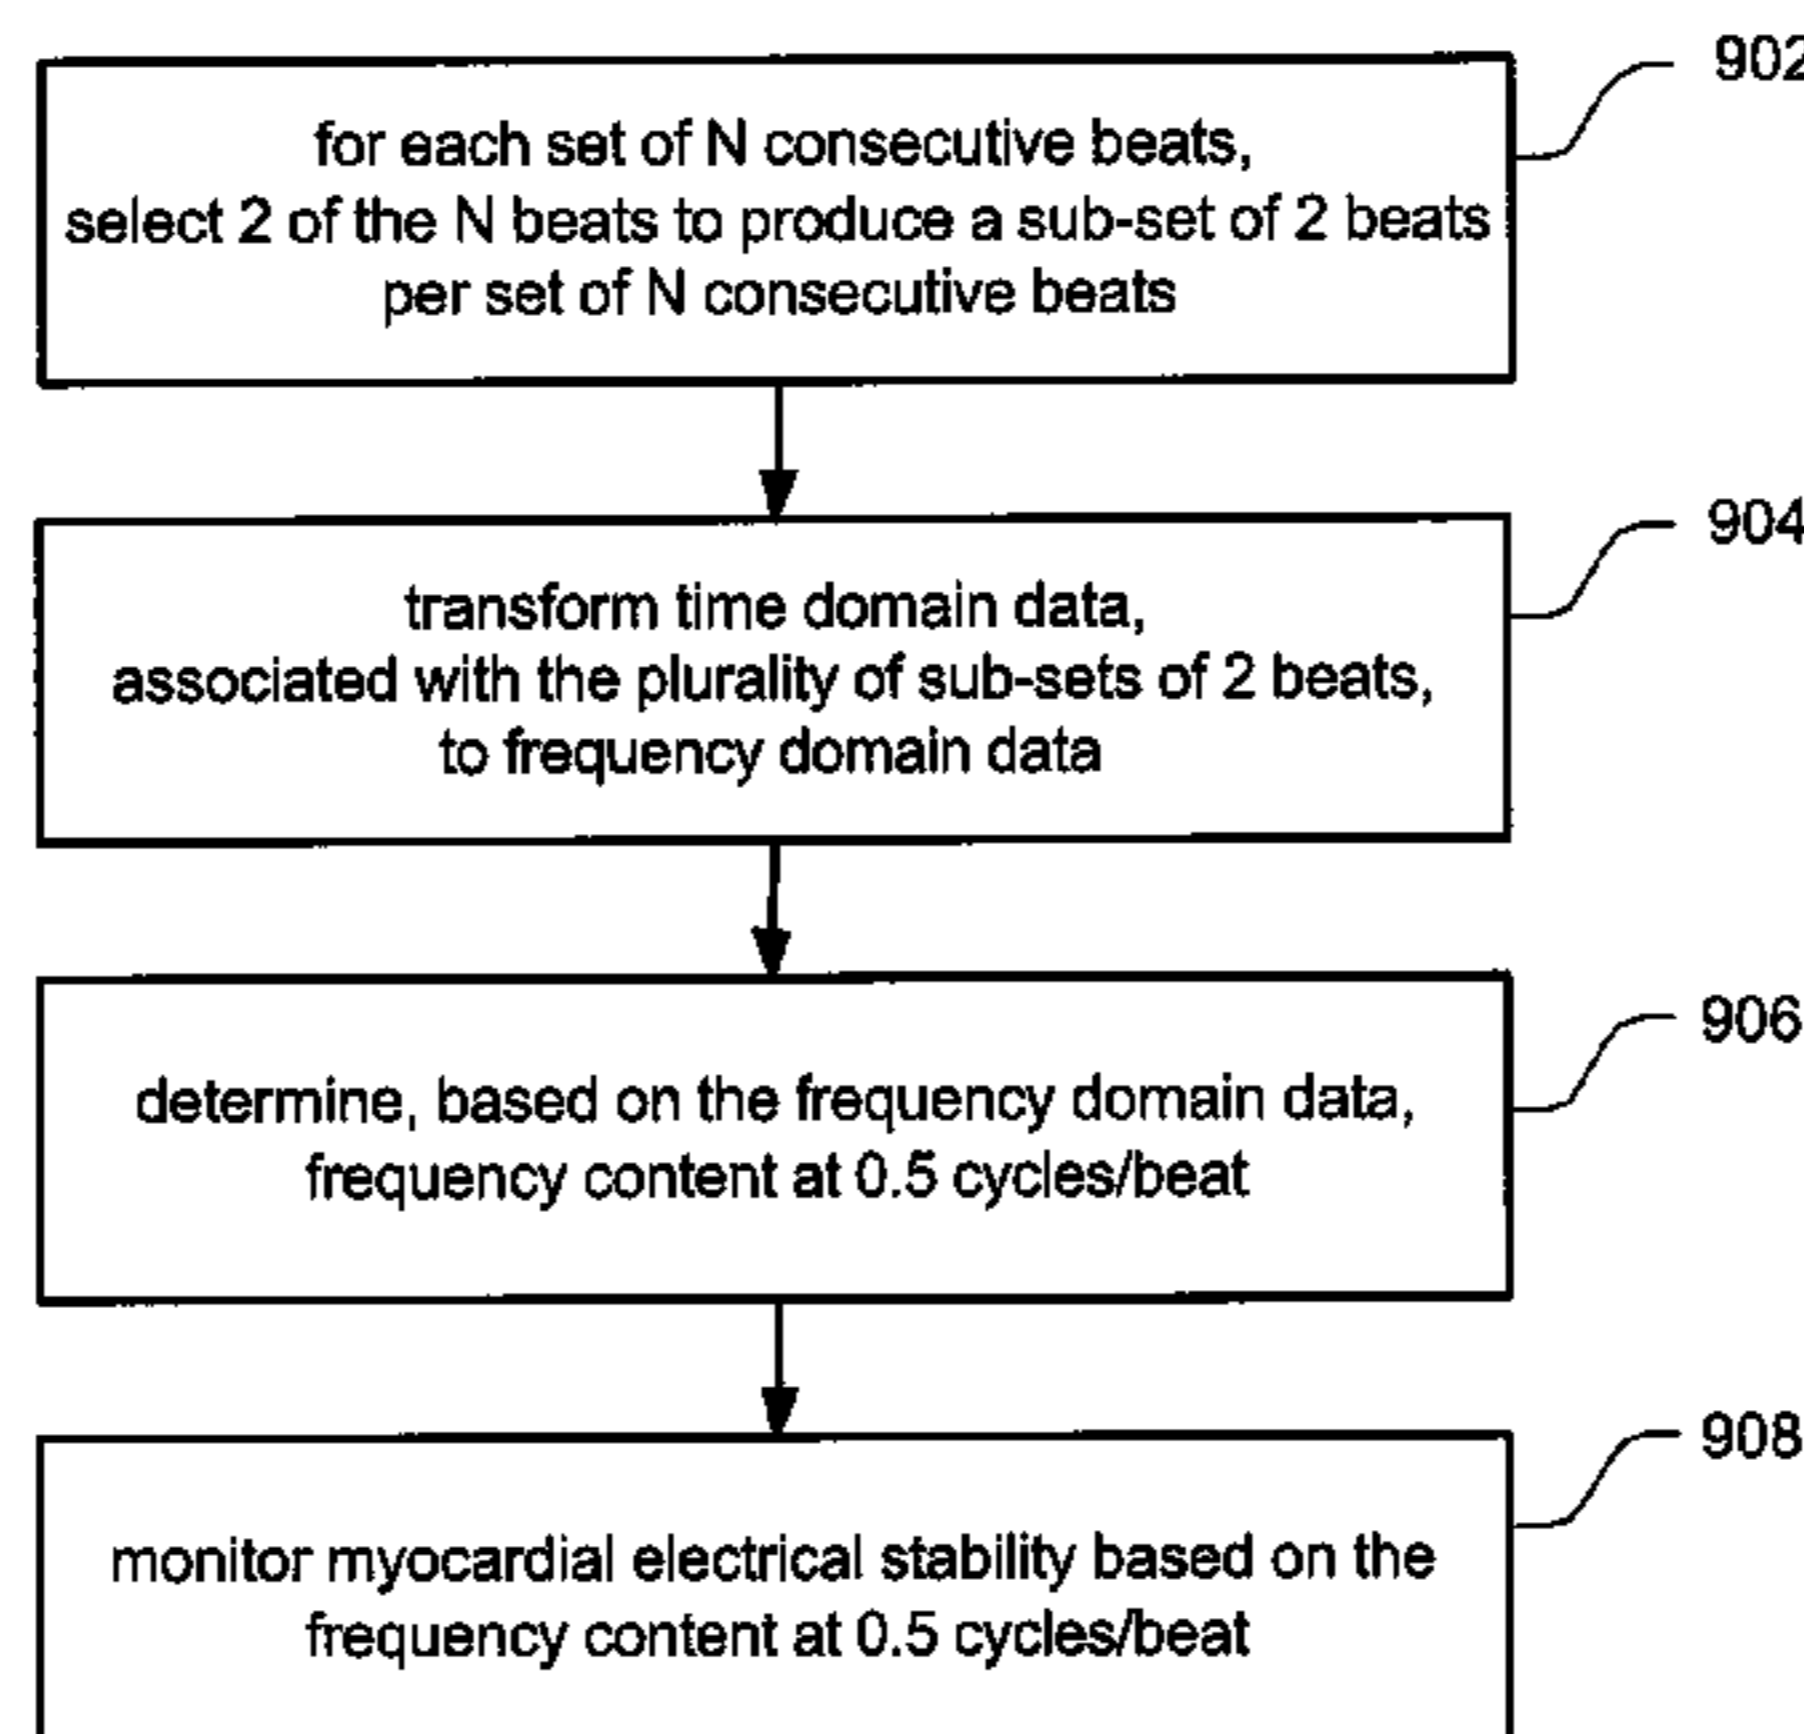 902
for each set of N consecutive beats,
select 2 of the N beats to produce a sub-set of 2 beats
per set of N consecutive beats
904
transform time domain data,
associated with the plurality of sub-sets of 2 beats,
to frequency domain data
906
determine, based on the frequency domain data,
frequency content at 0.5 cycles/beat
908
monitor myocardial electrical stability based on the
frequency content at 0.5 cycles/beat